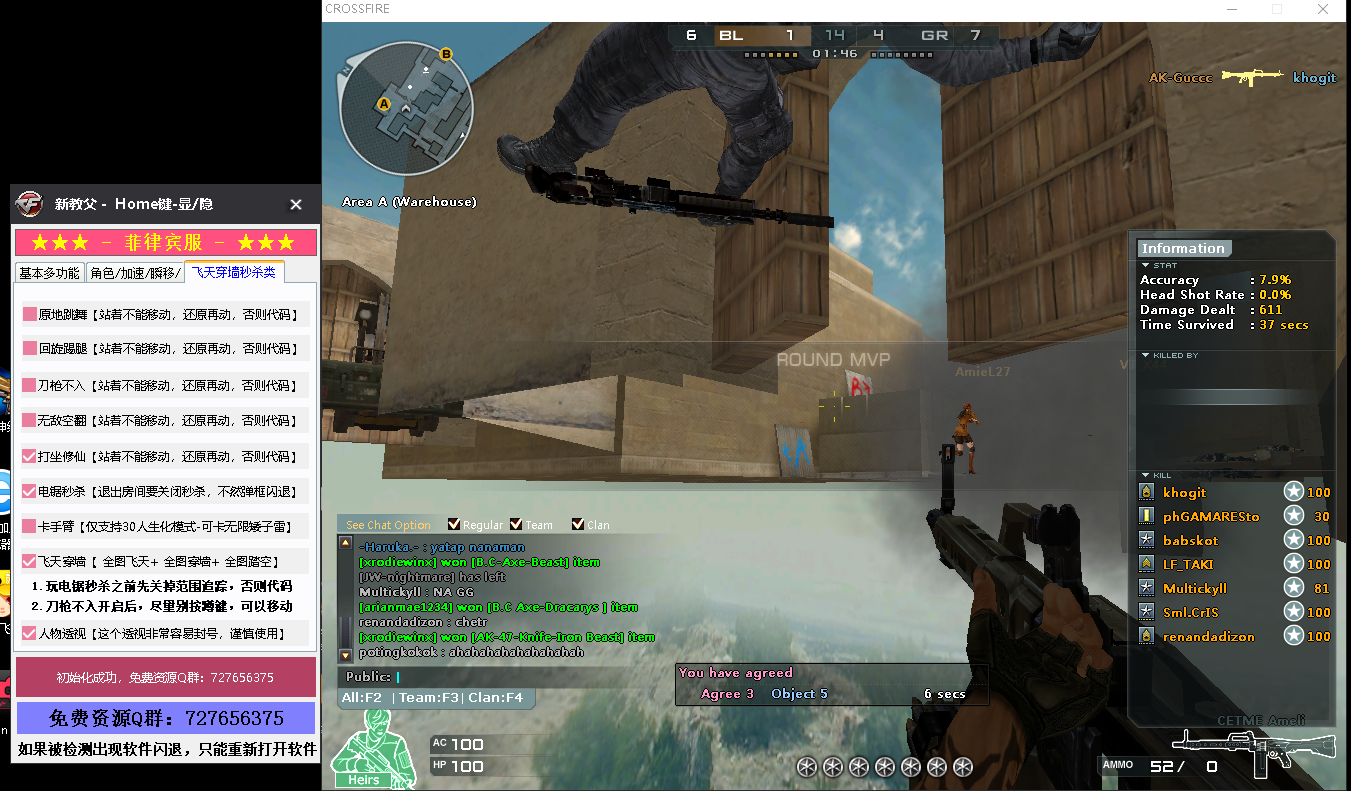 CROSSFIRE
6 BL 1 14 4 GR 7
01:46
N
B
A
AK-Guccc khogit
Area A (Warehouse)
新教父 - Home键-显/隐
★★★ - 菲律宾服 - ★★★
基本多功能 角色/加速/瞬移/ 飞天穿墙秒杀类
原地跳舞【站着不能移动，还原再动，否则代码】
回旋踢腿【站着不能移动，还原再动，否则代码】
刀枪不入【站着不能移动，还原再动，否则代码】
无敌空翻【站着不能移动，还原再动，否则代码】
打坐修仙【站着不能移动，还原再动，否则代码】
电锯秒杀【退出房间要关闭秒杀，不然弹框闪退】
卡手臂【仅支持30人生化模式-可卡无限矮子雷】
飞天穿墙【 全图飞天+ 全图穿墙+ 全图踏空】
1.玩电锯秒杀之前先关掉范围追踪，否则代码
2.刀枪不入开启后，尽里别按蹲键，可以移动
人物透视【这个透视非常容易封号，谨慎使用】
初始化成功，免费资源Q群：727656375
免费资源Q群：727656375
如果被检测出现软件闪退，只能重新打开软件
ROUND MVP
AmieL27
Information
STAT
Accuracy : 7.9%
Head Shot Rate : 0.0%
Damage Dealt : 611
Time Survived : 37 secs
KILLED BY
KILL
khogit 100
phGAMARESto 30
babskot 100
LF_TAKI 100
Multickyll 81
Sml.CrIS 100
renandadizon 100
See Chat Option Regular Team Clan
-Haruka.- : yatap nanaman
[xrodiewinx] won [B.C-Axe-Beast] item
[JW-nightmare] has left
Multickyll : NA GG
[arianmae1234] won [B.C Axe-Dracarys ] item
renandadizon : chetr
[xrodiewinx] won [AK-47-Knife-Iron Beast] item
potingkokok : ahahahahahahahahah
Public:
All:F2 | Team:F3| Clan:F4
You have agreed
Agree 3 Object 5 6 secs
Heirs
AC 100
HP 100
CETME Ameli
AMMO 52/ 0